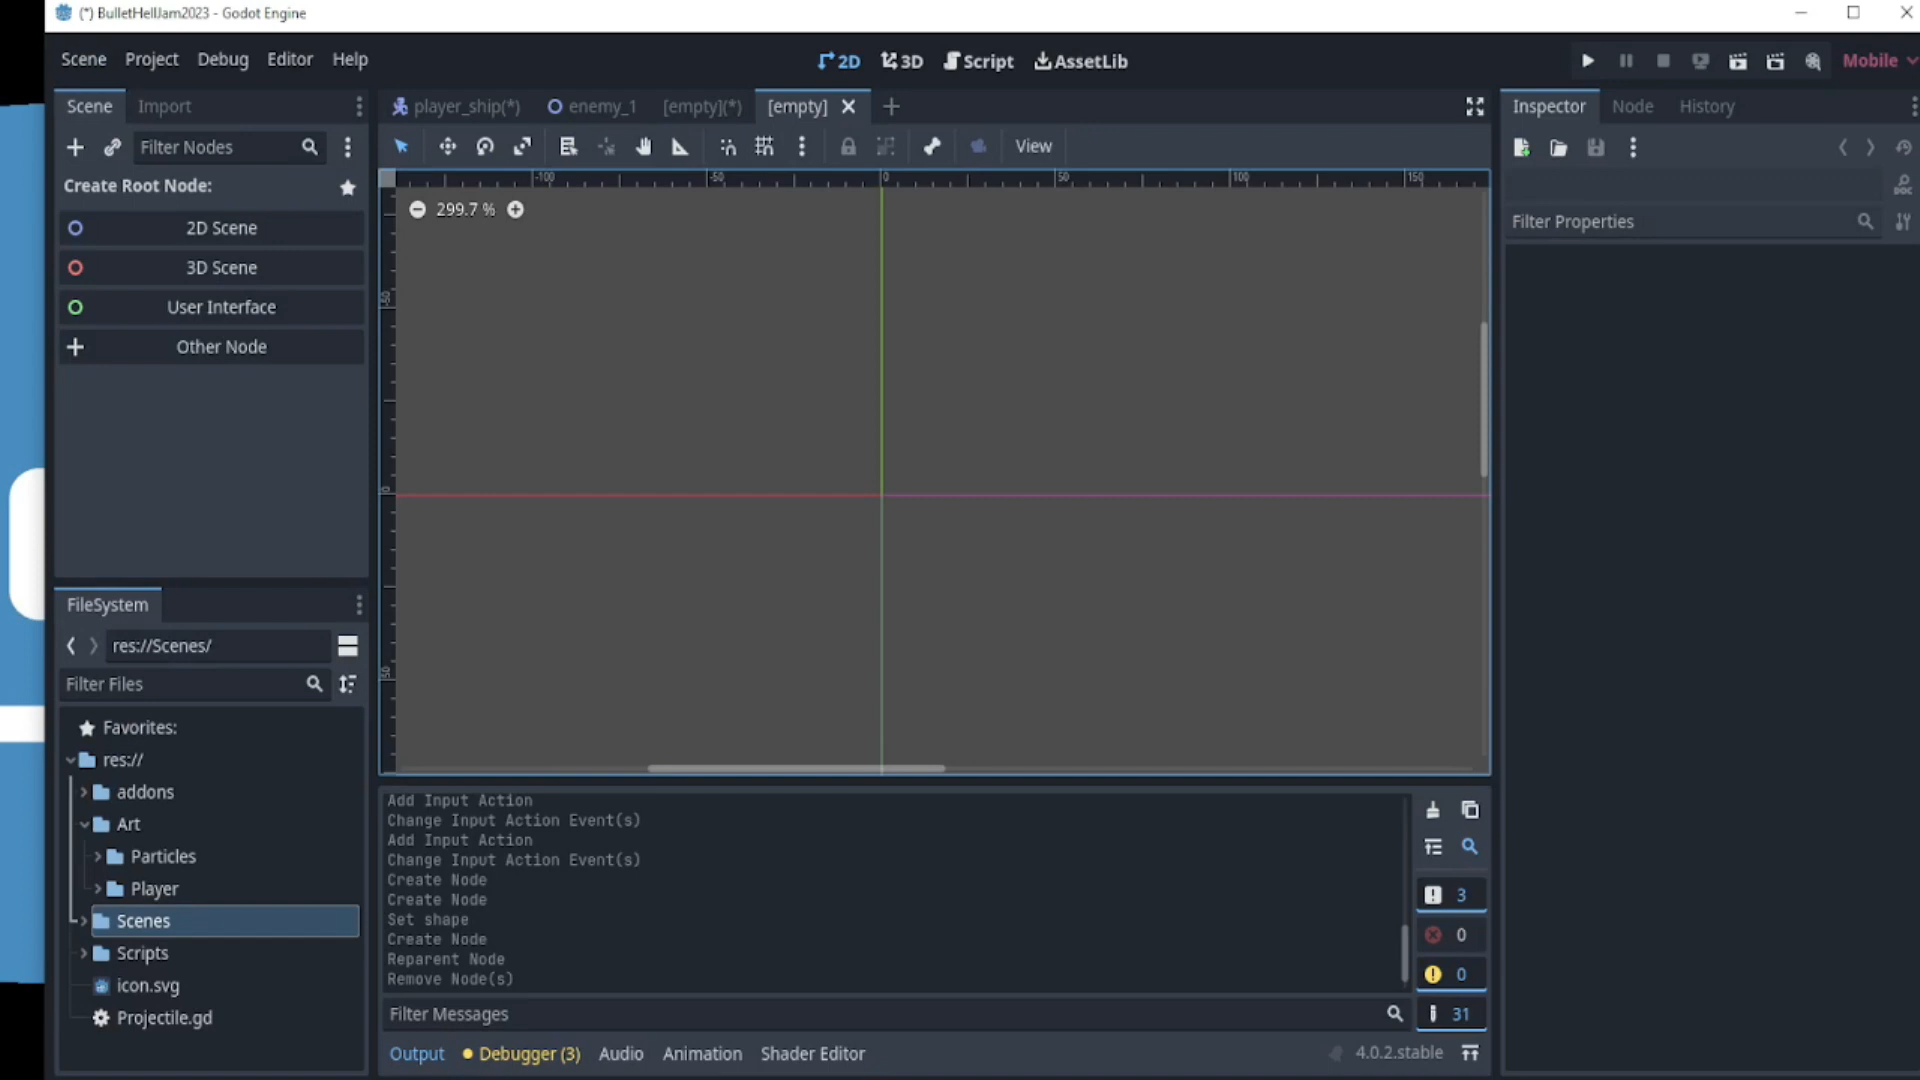 (*) BulletHellJam2023 - Godot Engine
Scene Project Debug Editor Help
2D 3D Script AssetLib
Mobile
Scene Import
player_ship(*) enemy_1 [empty](*) [empty]
Inspector Node History
Filter Nodes
View
Create Root Node:
-100 -50 0 50 100 150
299.7 %
Filter Properties
2D Scene
3D Scene
User Interface
Other Node
-50
0
50
FileSystem
res://Scenes/
Filter Files
Favorites:
res://
addons
Art
Particles
Player
Scenes
Scripts
icon.svg
Projectile.gd
Add Input Action
Change Input Action Event(s)
Add Input Action
Change Input Action Event(s)
Create Node
Create Node
Set shape
Create Node
Reparent Node
Remove Node(s)
3
0
0
31
Filter Messages
Output Debugger (3) Audio Animation Shader Editor
4.0.2.stable